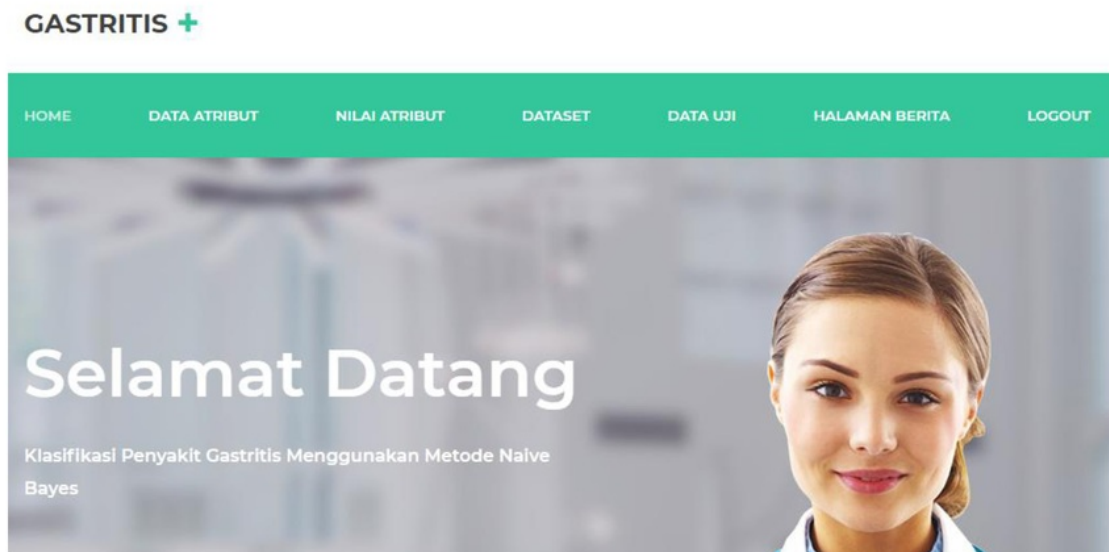 GASTRITIS +
HOME DATA ATRIBUT NILAI ATRIBUT DATASET DATA UJI HALAMAN BERITA LOGOUT
Selamat Datang
Klasifikasi Penyakit Gastritis Menggunakan Metode Naive
Bayes